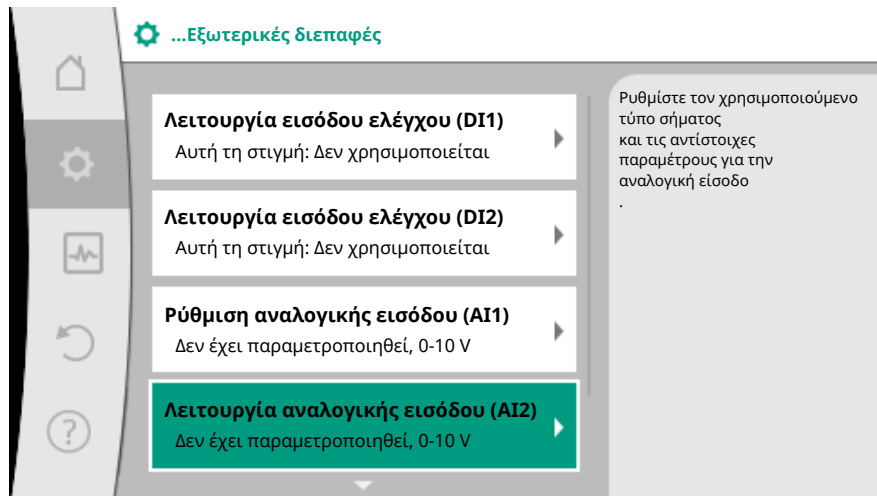 ...Εξωτερικές διεπαφές
Λειτουργία εισόδου ελέγχου (DI1)
Αυτή τη στιγμή: Δεν χρησιμοποιείται
Λειτουργία εισόδου ελέγχου (DI2)
Αυτή τη στιγμή: Δεν χρησιμοποιείται
Ρύθμιση αναλογικής εισόδου (AI1)
Δεν έχει παραμετροποιηθεί, 0-10 V
Λειτουργία αναλογικής εισόδου (AI2)
Δεν έχει παραμετροποιηθεί, 0-10 V
?
Ρυθμίστε τον χρησιμοποιούμενο
τύπο σήματος
και τις αντίστοιχες
παραμέτρους για την
αναλογική είσοδο
.